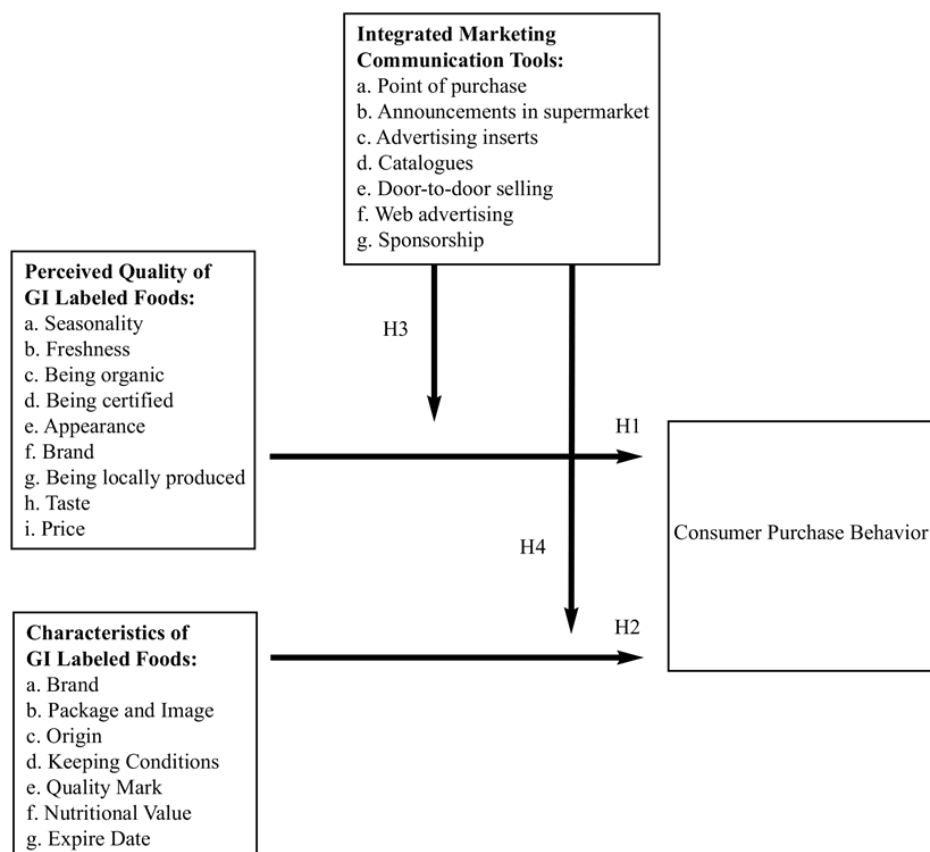 Integrated Marketing
Communication Tools:
a. Point of purchase
b. Announcements in supermarket
c. Advertising inserts
d. Catalogues
e. Door-to-door selling
f. Web advertising
g. Sponsorship
Perceived Quality of
GI Labeled Foods:
a. Seasonality
b. Freshness
c. Being organic
d. Being certified
e. Appearance
f. Brand
g. Being locally produced
h. Taste
i. Price
H3
H1
Consumer Purchase Behavior
H4
H2
Characteristics of
GI Labeled Foods:
a. Brand
b. Package and Image
c. Origin
d. Keeping Conditions
e. Quality Mark
f. Nutritional Value
g. Expire Date